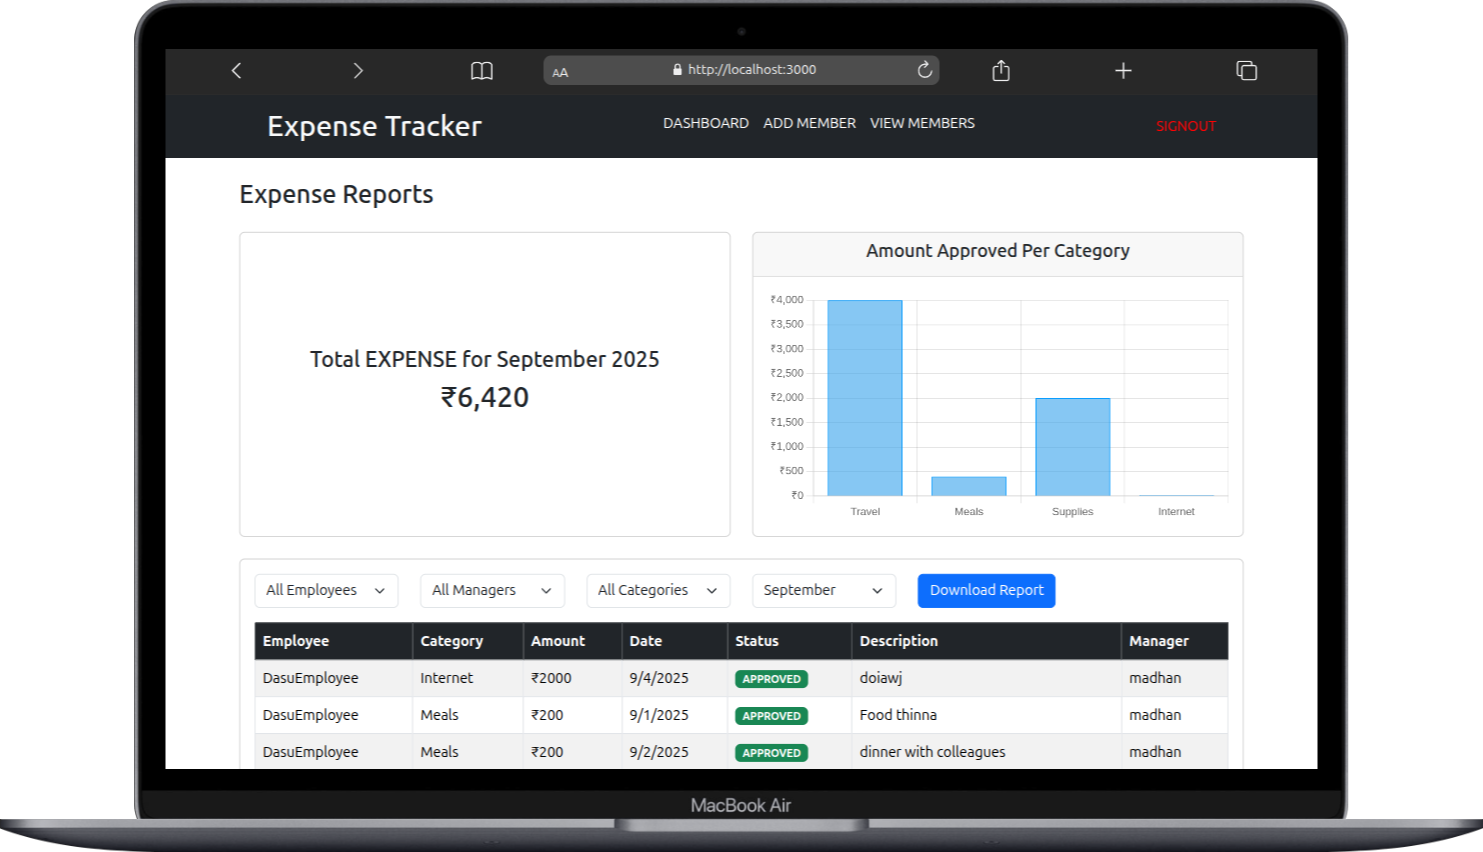 AA http://localhost:3000
Expense Tracker DASHBOARD ADD MEMBER VIEW MEMBERS SIGNOUT
Expense Reports
Total EXPENSE for September 2025
₹6,420
Amount Approved Per Category
₹4,000
₹3,500
₹3,000
₹2,500
₹2,000
₹1,500
₹1,000
₹500
₹0
Travel Meals Supplies Internet
All Employees All Managers All Categories September Download Report
Employee Category Amount Date Status Description Manager
DasuEmployee Internet ₹2000 9/4/2025 APPROVED doiawj madhan
DasuEmployee Meals ₹200 9/1/2025 APPROVED Food thinna madhan
DasuEmployee Meals ₹200 9/2/2025 APPROVED dinner with colleagues madhan
MacBook Air